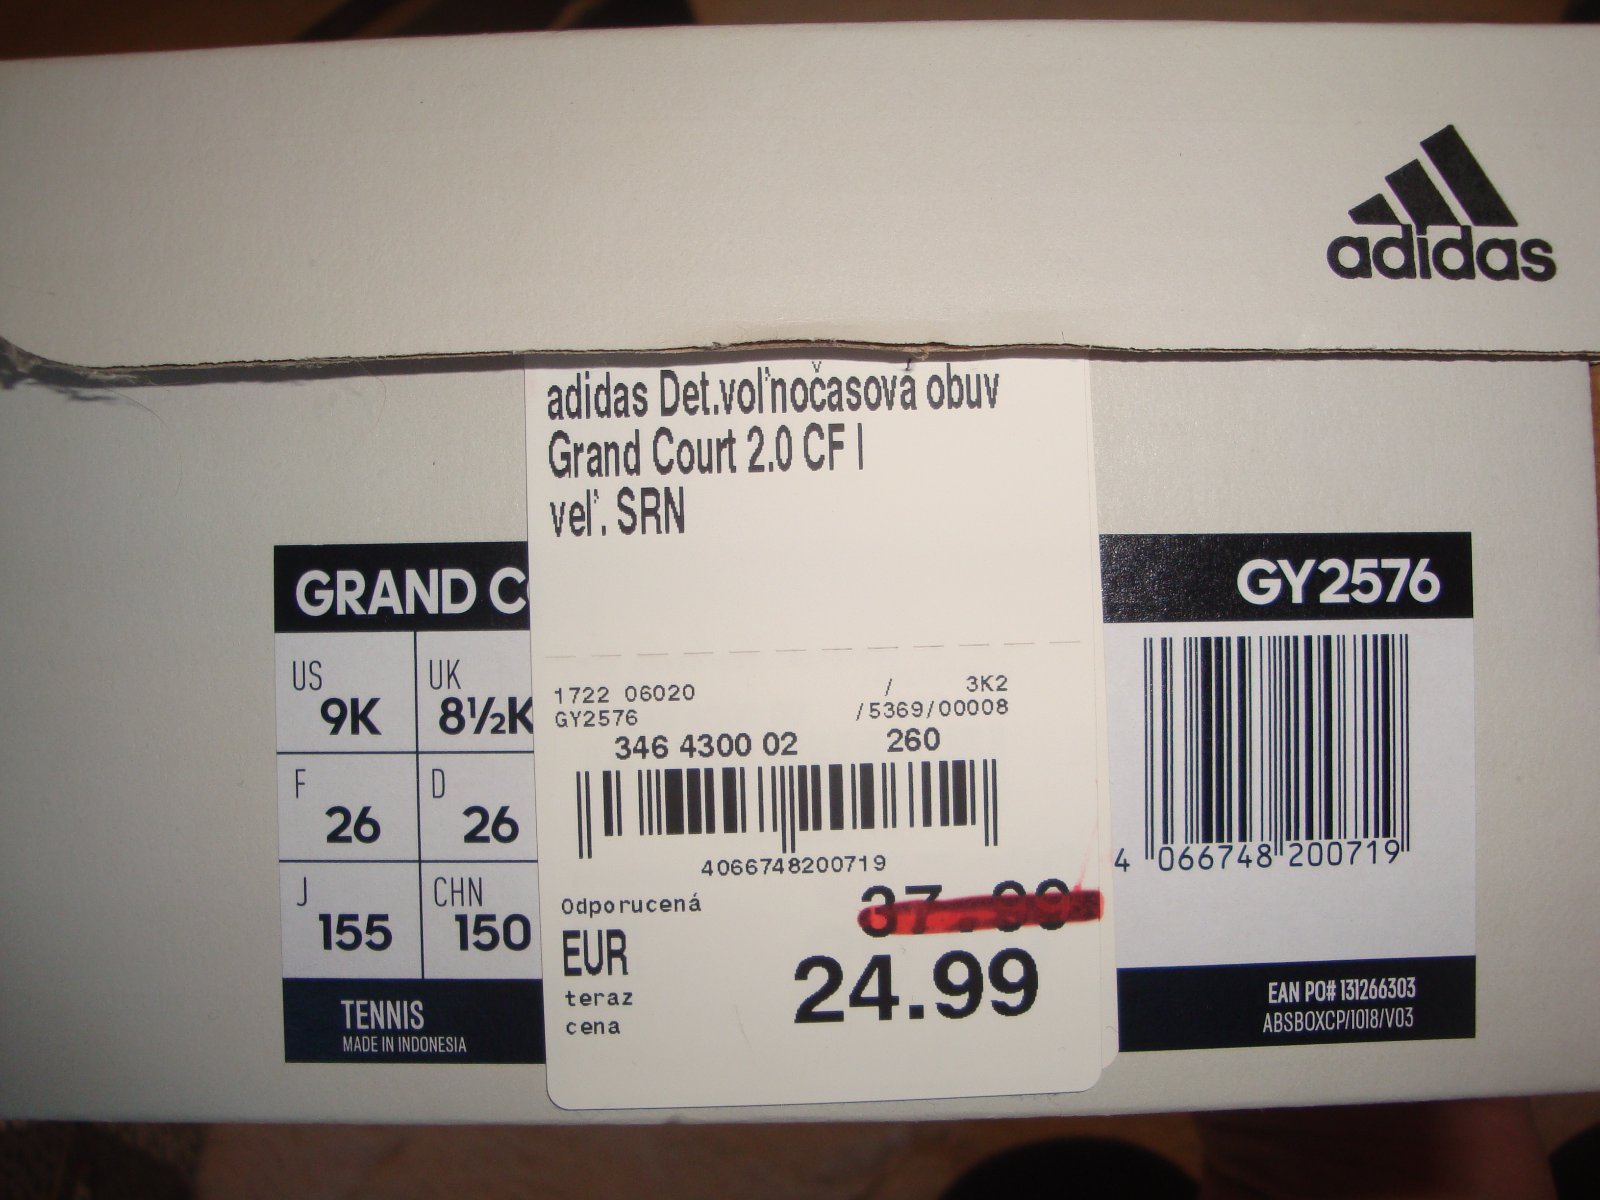 adidas
adidas Det.voľnočasová obuv
Grand Court 2.0 CF I
veľ. SRN
GRAND C
GY2576
US
9K
UK
8½K
F
26
D
26
J
155
CHN
150
TENNIS
MADE IN INDONESIA
1722 06020 / 3K2
GY2576 /5369/00008
346 4300 02 260
4066748200719
Odporucená 37.99
EUR 24.99
teraz
cena
4 066748 200719
EAN PO# 131266303
ABSBOXCP/1018/V03